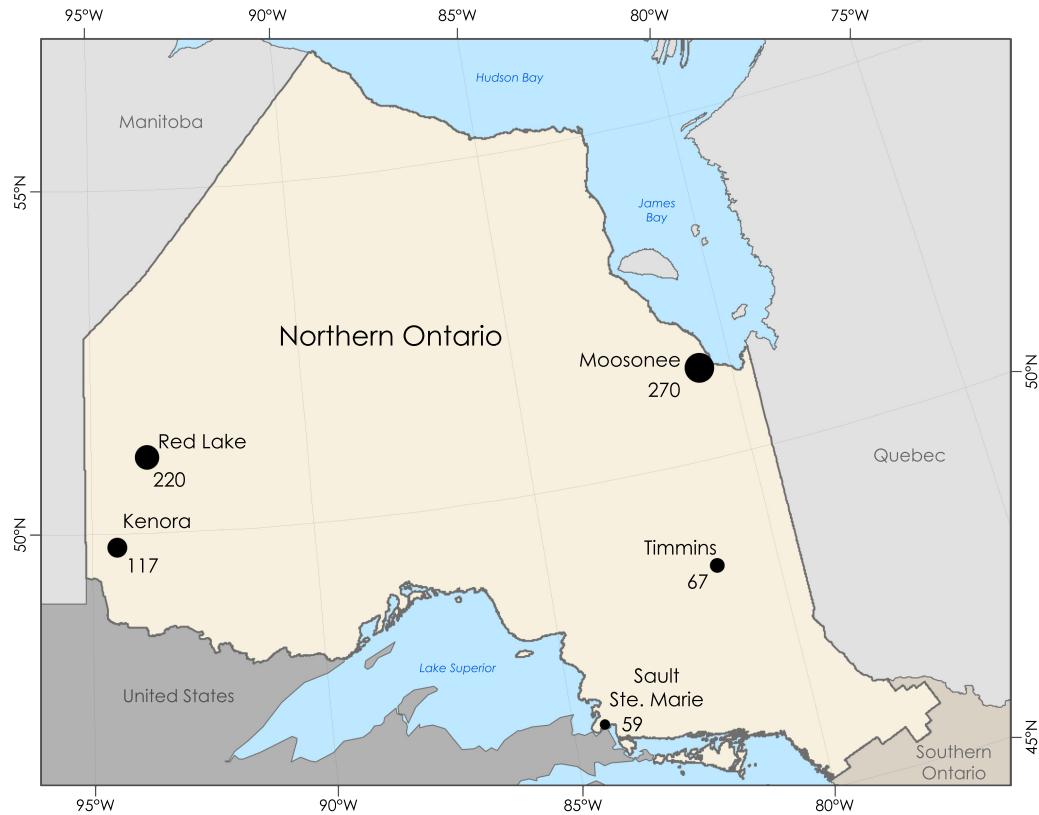 95°W 90°W 85°W 80°W 75°W
Hudson Bay
Manitoba
55°N
James
Bay
Northern Ontario
Moosonee
270
50°N
Red Lake
220
Quebec
Kenora
117
50°N
Timmins
67
Lake Superior
United States
Sault
Ste. Marie
59
45°N
Southern
Ontario
95°W 90°W 85°W 80°W